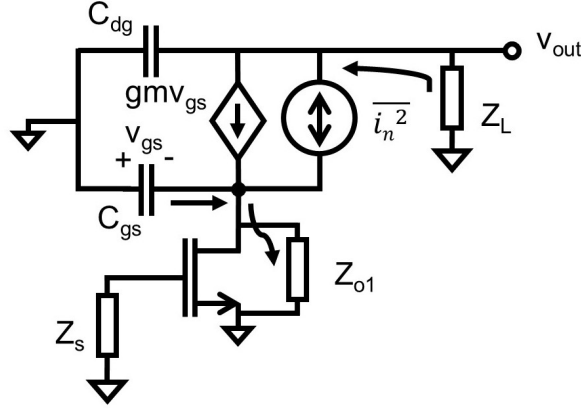 C_dg
v_out
gmv_gs
i_n^2
Z_L
v_gs
+ -
C_gs
Z_o1
Z_s